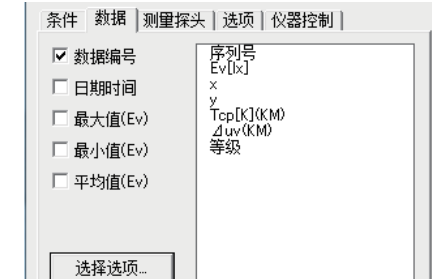 条件 数据 测量探头 选项 仪器控制
数据编号
日期时间
最大值(Ev)
最小值(Ev)
平均值(Ev)
选择选项...
序列号
Ev[lx]
x
y
Tcp[K](KM)
⊿uv(KM)
等级